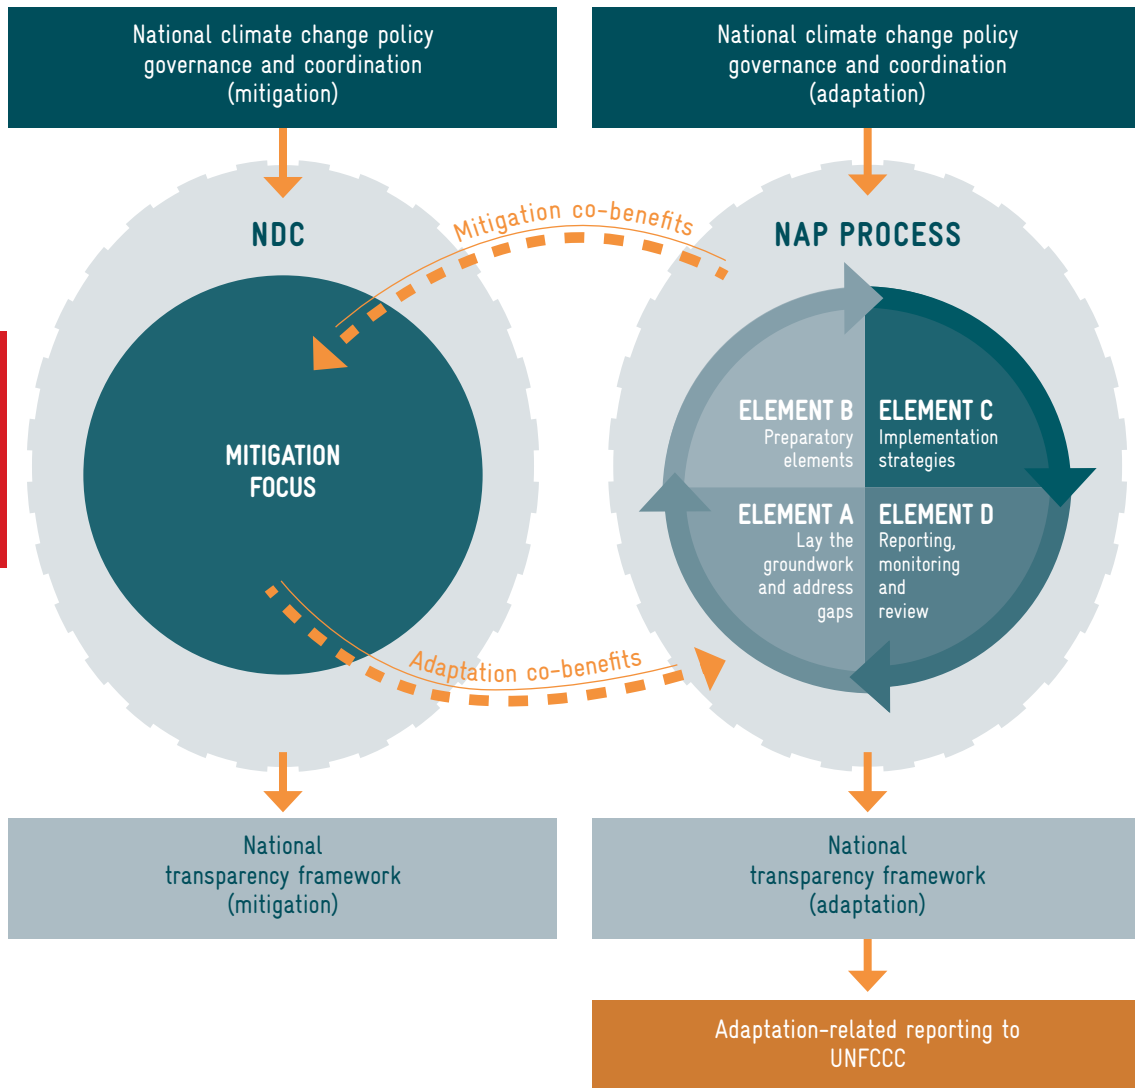 National climate change policy
governance and coordination
(mitigation)
National climate change policy
governance and coordination
(adaptation)
NDC
Mitigation co-benefits
NAP PROCESS
MITIGATION
FOCUS
ELEMENT B
Preparatory
elements
ELEMENT C
Implementation
strategies
ELEMENT A
Lay the
groundwork
and address
gaps
ELEMENT D
Reporting,
monitoring
and
review
Adaptation co-benefits
National
transparency framework
(mitigation)
National
transparency framework
(adaptation)
Adaptation-related reporting to
UNFCCC